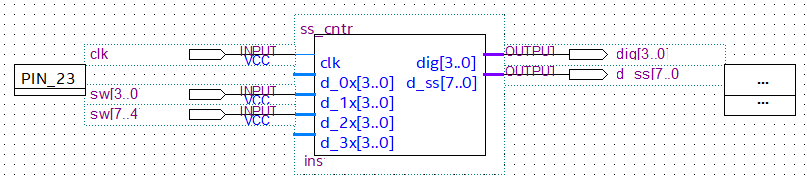 ss_cntr
clk INPUT VCC clk dig[3..0] OUTPUT dig[3..0]
PIN_23 d_0x[3..0] d_ss[7..0] OUTPUT d_ss[7..0 ...
sw[3..0 INPUT VCC d_1x[3..0] ...
sw[7..4 INPUT VCC d_2x[3..0]
d_3x[3..0]
ins